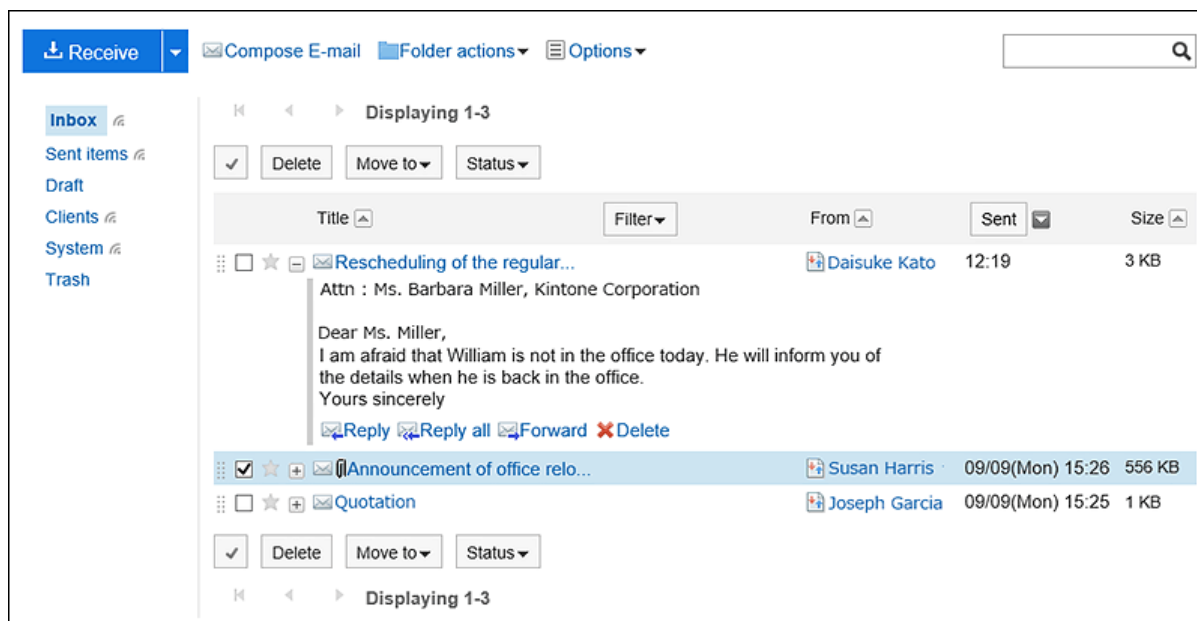 Receive Compose E-mail Folder actions Options
Inbox
Sent items
Draft
Clients
System
Trash
Displaying 1-3
Delete Move to Status
Title Filter From Sent Size
Rescheduling of the regular... Daisuke Kato 12:19 3 KB
Attn : Ms. Barbara Miller, Kintone Corporation
Dear Ms. Miller,
I am afraid that William is not in the office today. He will inform you of
the details when he is back in the office.
Yours sincerely
Reply Reply all Forward Delete
Announcement of office relo... Susan Harris 09/09(Mon) 15:26 556 KB
Quotation Joseph Garcia 09/09(Mon) 15:25 1 KB
Delete Move to Status
Displaying 1-3